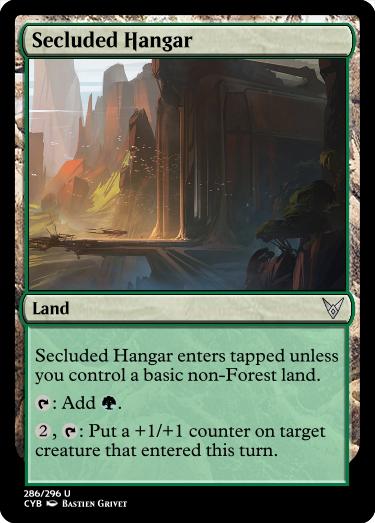 Secluded Hangar
Land
Secluded Hangar enters tapped unless
you control a basic non-Forest land.
: Add .
2, : Put a +1/+1 counter on target
creature that entered this turn.
286/296 U
CYB Bastien Grivet